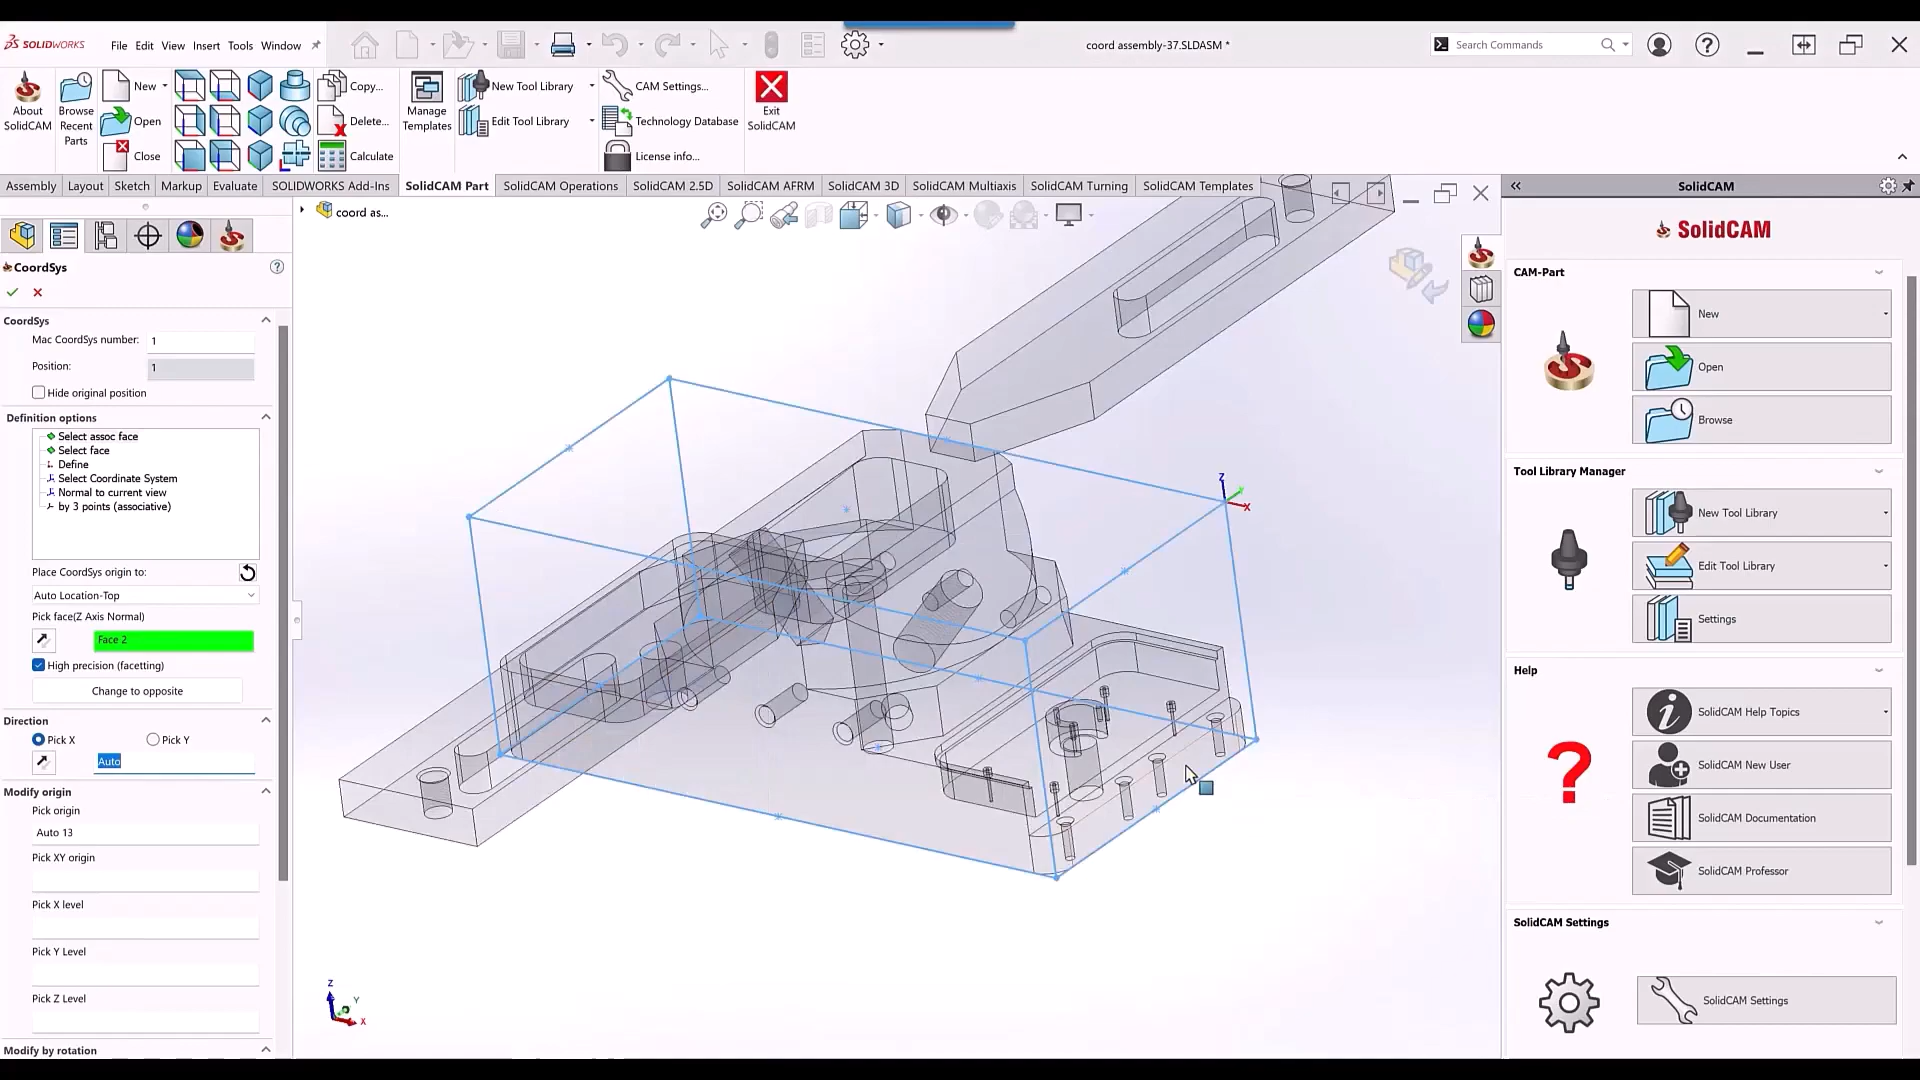 SOLIDWORKS File Edit View Insert Tools Window
coord assembly-37.SLDASM *
Search Commands
New
Copy...
New Tool Library
CAM Settings...
About SolidCAM
Browse Recent Parts
Open
Delete...
Manage Templates
Edit Tool Library
Technology Database
Exit SolidCAM
Close
Calculate
License info...
Assembly Layout Sketch Markup Evaluate SOLIDWORKS Add-Ins SolidCAM Part SolidCAM Operations SolidCAM 2.5D SolidCAM AFRM SolidCAM 3D SolidCAM Multiaxis SolidCAM Turning SolidCAM Templates
coord as...
CoordSys
CoordSys
Mac CoordSys number: 1
Position: 1
Hide original position
Definition options
Select assoc face
Select face
Define
Select Coordinate System
Normal to current view
by 3 points (associative)
Place CoordSys origin to:
Auto Location-Top
Pick face(Z Axis Normal)
Face 2
High precision (facetting)
Change to opposite
Direction
Pick X Pick Y
Auto
Modify origin
Pick origin
Auto 13
Pick XY origin
Pick X level
Pick Y Level
Pick Z Level
Modify by rotation
Z
X
Z
Y
X
SolidCAM
SolidCAM
CAM-Part
New
Open
Browse
Tool Library Manager
New Tool Library
Edit Tool Library
Settings
Help
SolidCAM Help Topics
SolidCAM New User
SolidCAM Documentation
SolidCAM Professor
SolidCAM Settings
SolidCAM Settings